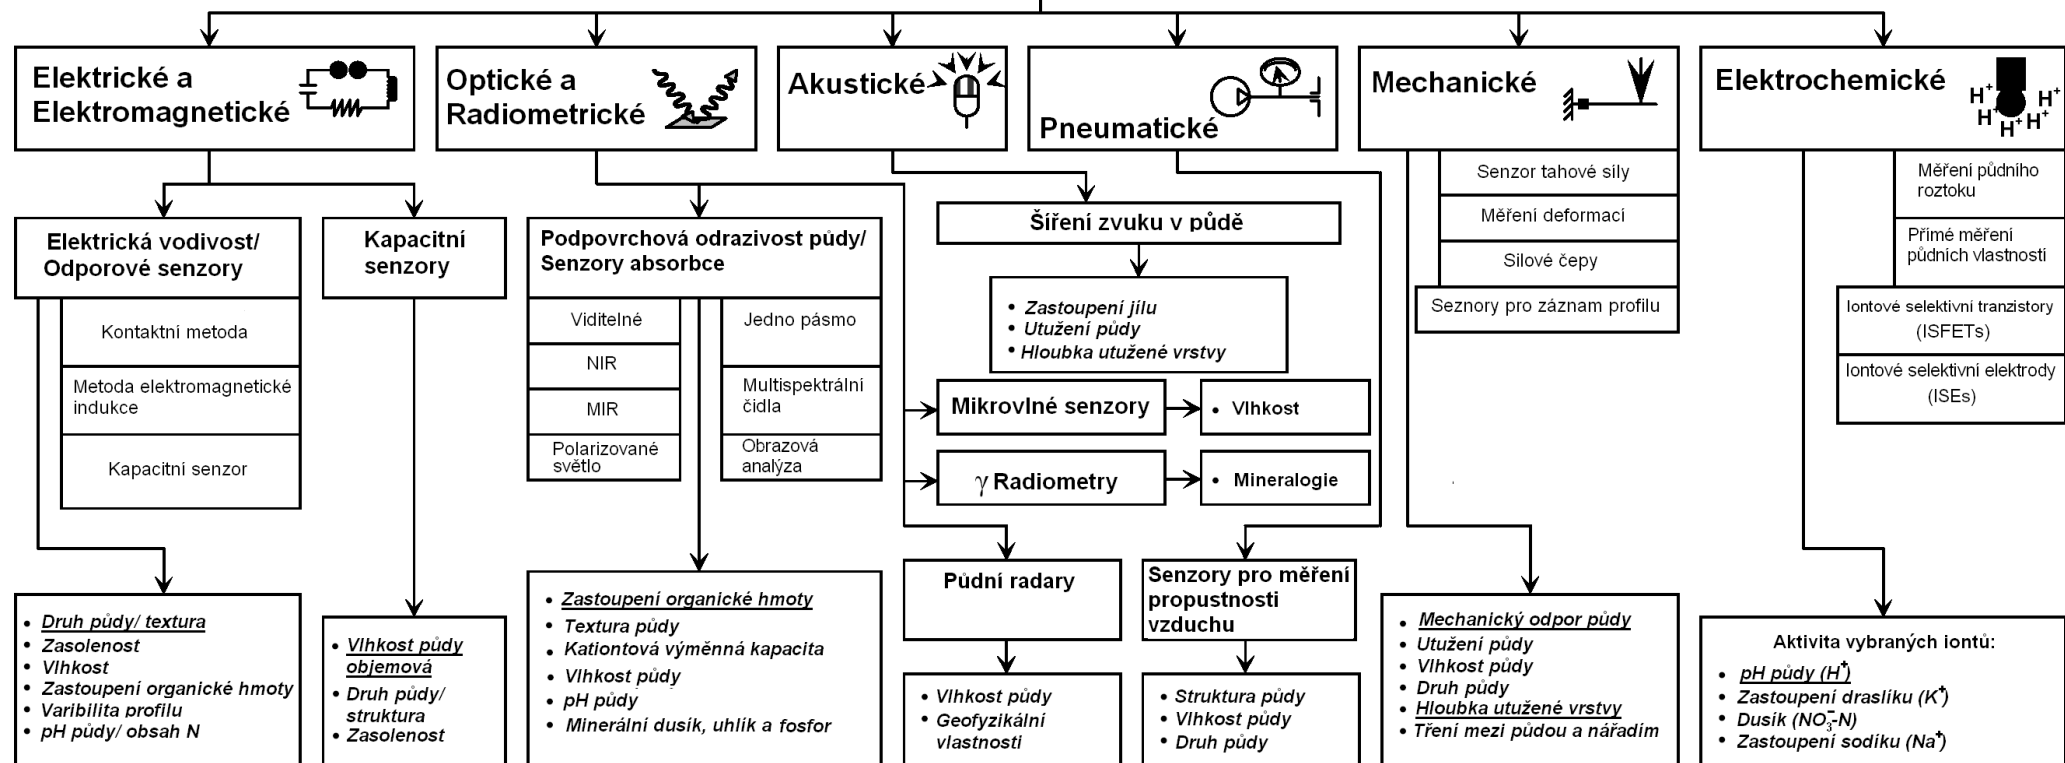 Elektrické a
Elektromagnetické
Optické a
Radiometrické
Akustické
Pneumatické
Mechanické
Elektrochemické
H+
H+
H+
H+
H+
Elektrická vodivost/
Odporové senzory
Kontaktní metoda
Metoda elektromagnetické
indukce
Kapacitní senzor
• Druh půdy/ textura
• Zasolenost
• Vlhkost
• Zastoupení organické hmoty
• Varibilita profilu
• pH půdy/ obsah N
Kapacitní
senzory
• Vlhkost půdy
objemová
• Druh půdy/
struktura
• Zasolenost
Podpovrchová odrazivost půdy/
Senzory absorbce
Viditelné
NIR
MIR
Polarizované
světlo
Jedno pásmo
Multispektrální
čidla
Obrazová
analýza
• Zastoupení organické hmoty
• Textura půdy
• Kationtová výměnná kapacita
• Vlhkost půdy
• pH půdy
• Minerální dusík, uhlík a fosfor
Šíření zvuku v půdě
• Zastoupení jílu
• Utužení půdy
• Hloubka utužené vrstvy
Mikrovlné senzory
• Vlhkost
γ Radiometry
• Mineralogie
Půdní radary
• Vlhkost půdy
• Geofyzikální
vlastnosti
Senzory pro měření
propustnosti
vzduchu
• Struktura půdy
• Vlhkost půdy
• Druh půdy
Senzor tahové síly
Měření deformací
Silové čepy
Seznory pro záznam profilu
• Mechanický odpor půdy
• Utužení půdy
• Vlhkost půdy
• Druh půdy
• Hloubka utužené vrstvy
• Tření mezi půdou a nářadím
Měření půdního
roztoku
Přímé měření
půdních vlastností
Iontové selektivní tranzistory
(ISFETs)
Iontové selektivní elektrody
(ISEs)
Aktivita vybraných iontů:
• pH půdy (H+)
• Zastoupení draslíku (K+)
• Dusík (NO3−-N)
• Zastoupení sodíku (Na+)